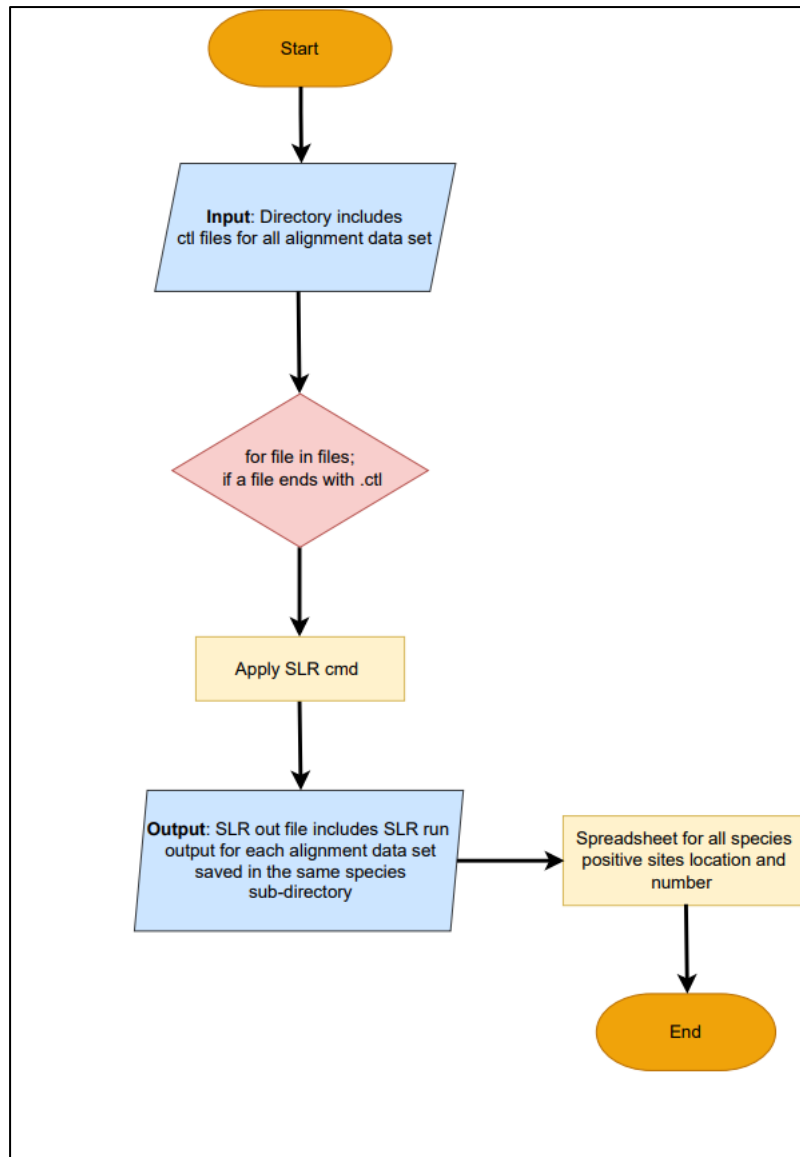 Start
Input: Directory includes
ctl files for all alignment data set
for file in files;
if a file ends with .ctl
Apply SLR cmd
Output: SLR out file includes SLR run
output for each alignment data set
saved in the same species
sub-directory
Spreadsheet for all species
positive sites location and
number
End